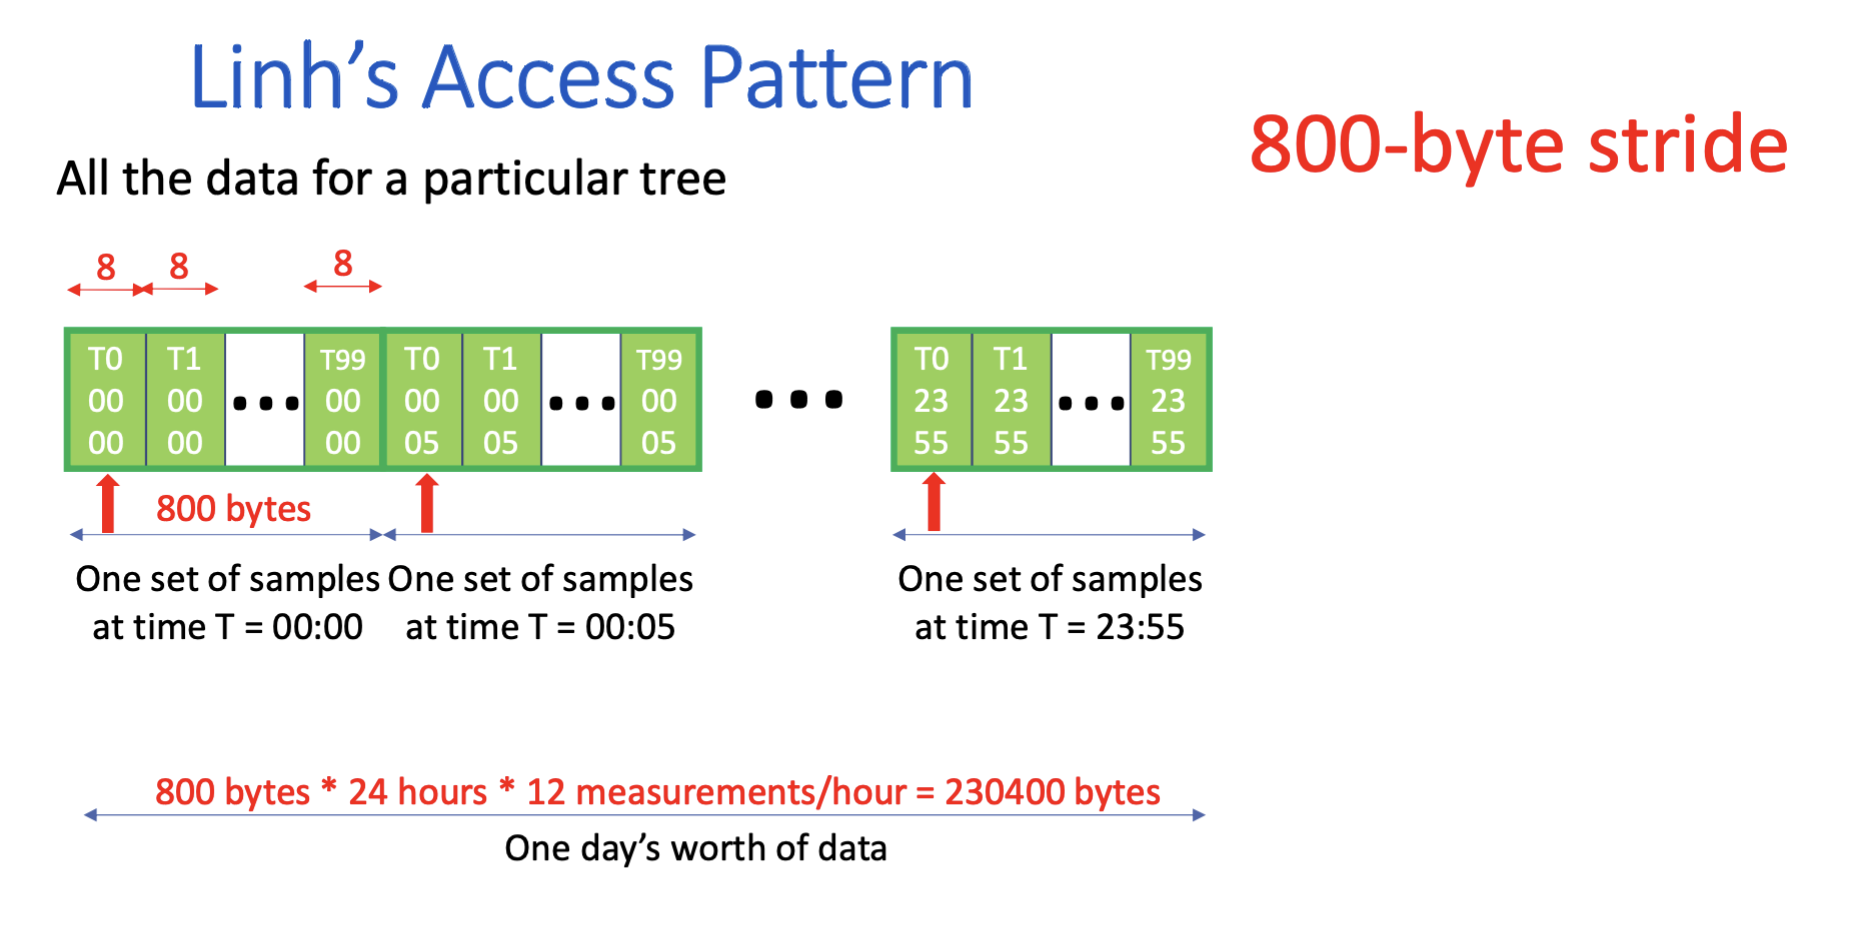 Linh's Access Pattern
800-byte stride
All the data for a particular tree
8 8 8
T0 T1 T99 T0 T1 T99 T0 T1 T99
00 00 ... 00 00 00 ... 00 ... 23 23 ... 23
00 00 00 05 05 05 55 55 55
800 bytes
One set of samples One set of samples One set of samples
at time T = 00:00 at time T = 00:05 at time T = 23:55
800 bytes * 24 hours * 12 measurements/hour = 230400 bytes
One day's worth of data